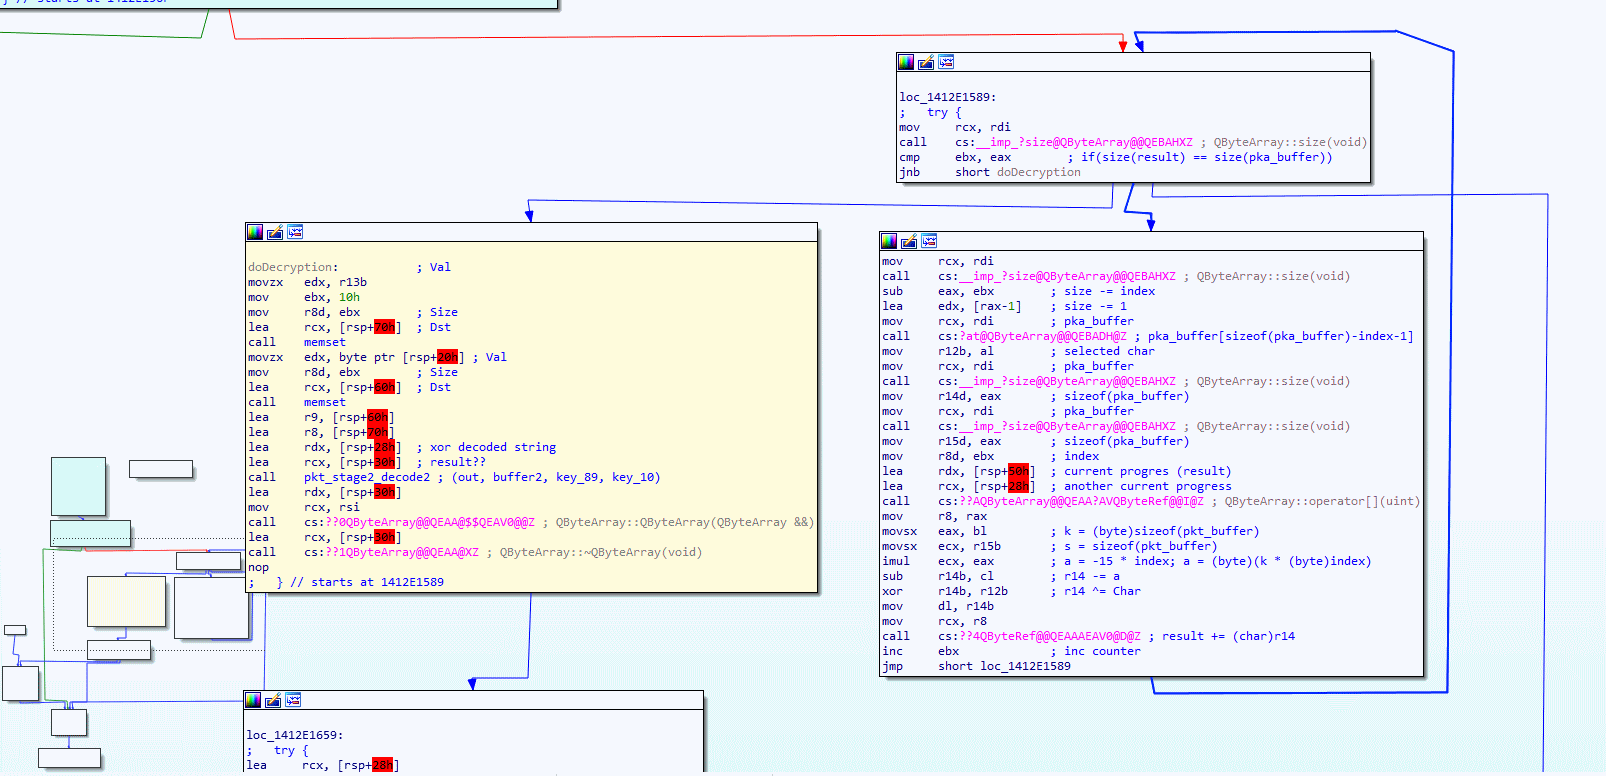 loc_1412E1589:
;   try {
mov     rcx, rdi
call    cs:__imp_?size@QByteArray@@QEBAHXZ ; QByteArray::size(void)
cmp     ebx, eax        ; if(size(result) == size(pka_buffer))
jnb     short doDecryption
doDecryption:           ; Val
movzx   edx, r13b
mov     ebx, 10h
mov     r8d, ebx        ; Size
lea     rcx, [rsp+70h]  ; Dst
call    memset
movzx   edx, byte ptr [rsp+20h] ; Val
mov     r8d, ebx        ; Size
lea     rcx, [rsp+60h]  ; Dst
call    memset
lea     r9, [rsp+60h]
lea     r8, [rsp+70h]
lea     rdx, [rsp+28h]  ; xor decoded string
lea     rcx, [rsp+30h]  ; result??
call    pkt_stage2_decode2 ; (out, buffer2, key_89, key_10)
lea     rdx, [rsp+30h]
mov     rcx, rsi
call    cs:??0QByteArray@@QEAA@$$QEAV0@@Z ; QByteArray::QByteArray(QByteArray &&)
lea     rcx, [rsp+30h]
call    cs:??1QByteArray@@QEAA@XZ ; QByteArray::~QByteArray(void)
nop
;   } // starts at 1412E1589
mov     rcx, rdi
call    cs:__imp_?size@QByteArray@@QEBAHXZ ; QByteArray::size(void)
sub     eax, ebx        ; size -= index
lea     edx, [rax-1]    ; size -= 1
mov     rcx, rdi        ; pka_buffer
call    cs:?at@QByteArray@@QEBADH@Z ; pka_buffer[sizeof(pka_buffer)-index-1]
mov     r12b, al        ; selected char
mov     rcx, rdi        ; pka_buffer
call    cs:__imp_?size@QByteArray@@QEBAHXZ ; QByteArray::size(void)
mov     r14d, eax       ; sizeof(pka_buffer)
mov     rcx, rdi        ; pka_buffer
call    cs:__imp_?size@QByteArray@@QEBAHXZ ; QByteArray::size(void)
mov     r15d, eax       ; sizeof(pka_buffer)
mov     r8d, ebx        ; index
lea     rdx, [rsp+50h]  ; current progres (result)
lea     rcx, [rsp+28h]  ; another current progress
call    cs:??AQByteArray@@QEAA?AVQByteRef@@I@Z ; QByteArray::operator[](uint)
mov     r8, rax
movsx   eax, bl         ; k = (byte)sizeof(pkt_buffer)
movsx   ecx, r15b       ; s = sizeof(pkt_buffer)
imul    ecx, eax        ; a = -15 * index; a = (byte)(k * (byte)index)
sub     r14b, cl        ; r14 -= a
xor     r14b, r12b      ; r14 ^= Char
mov     dl, r14b
mov     rcx, r8
call    cs:??4QByteRef@@QEAAAEAV0@D@Z ; result += (char)r14
inc     ebx             ; inc counter
jmp     short loc_1412E1589
loc_1412E1659:
;   try {
lea     rcx, [rsp+28h]